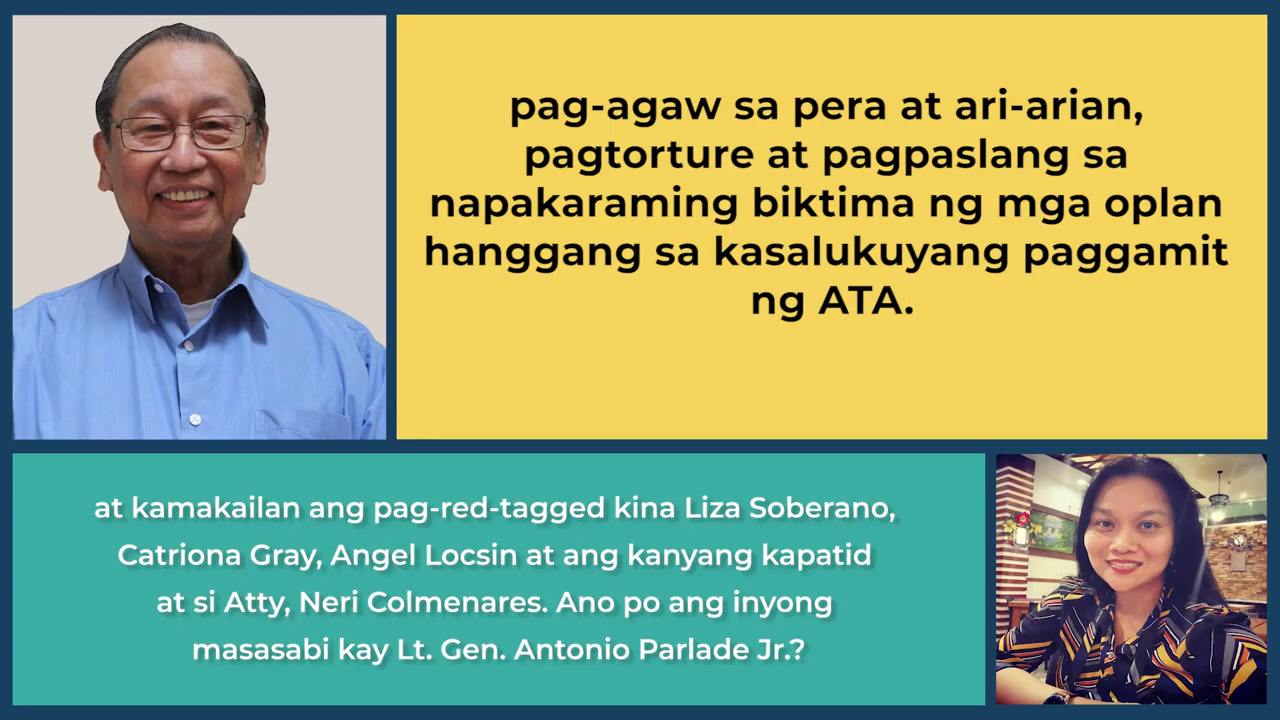 pag-agaw sa pera at ari-arian,
pagtorture at pagpaslang sa
napakaraming biktima ng mga oplan
hanggang sa kasalukuyang paggamit
ng ATA.
at kamakailan ang pag-red-tagged kina Liza Soberano,
Catriona Gray, Angel Locsin at ang kanyang kapatid
at si Atty, Neri Colmenares. Ano po ang inyong
masasabi kay Lt. Gen. Antonio Parlade Jr.?